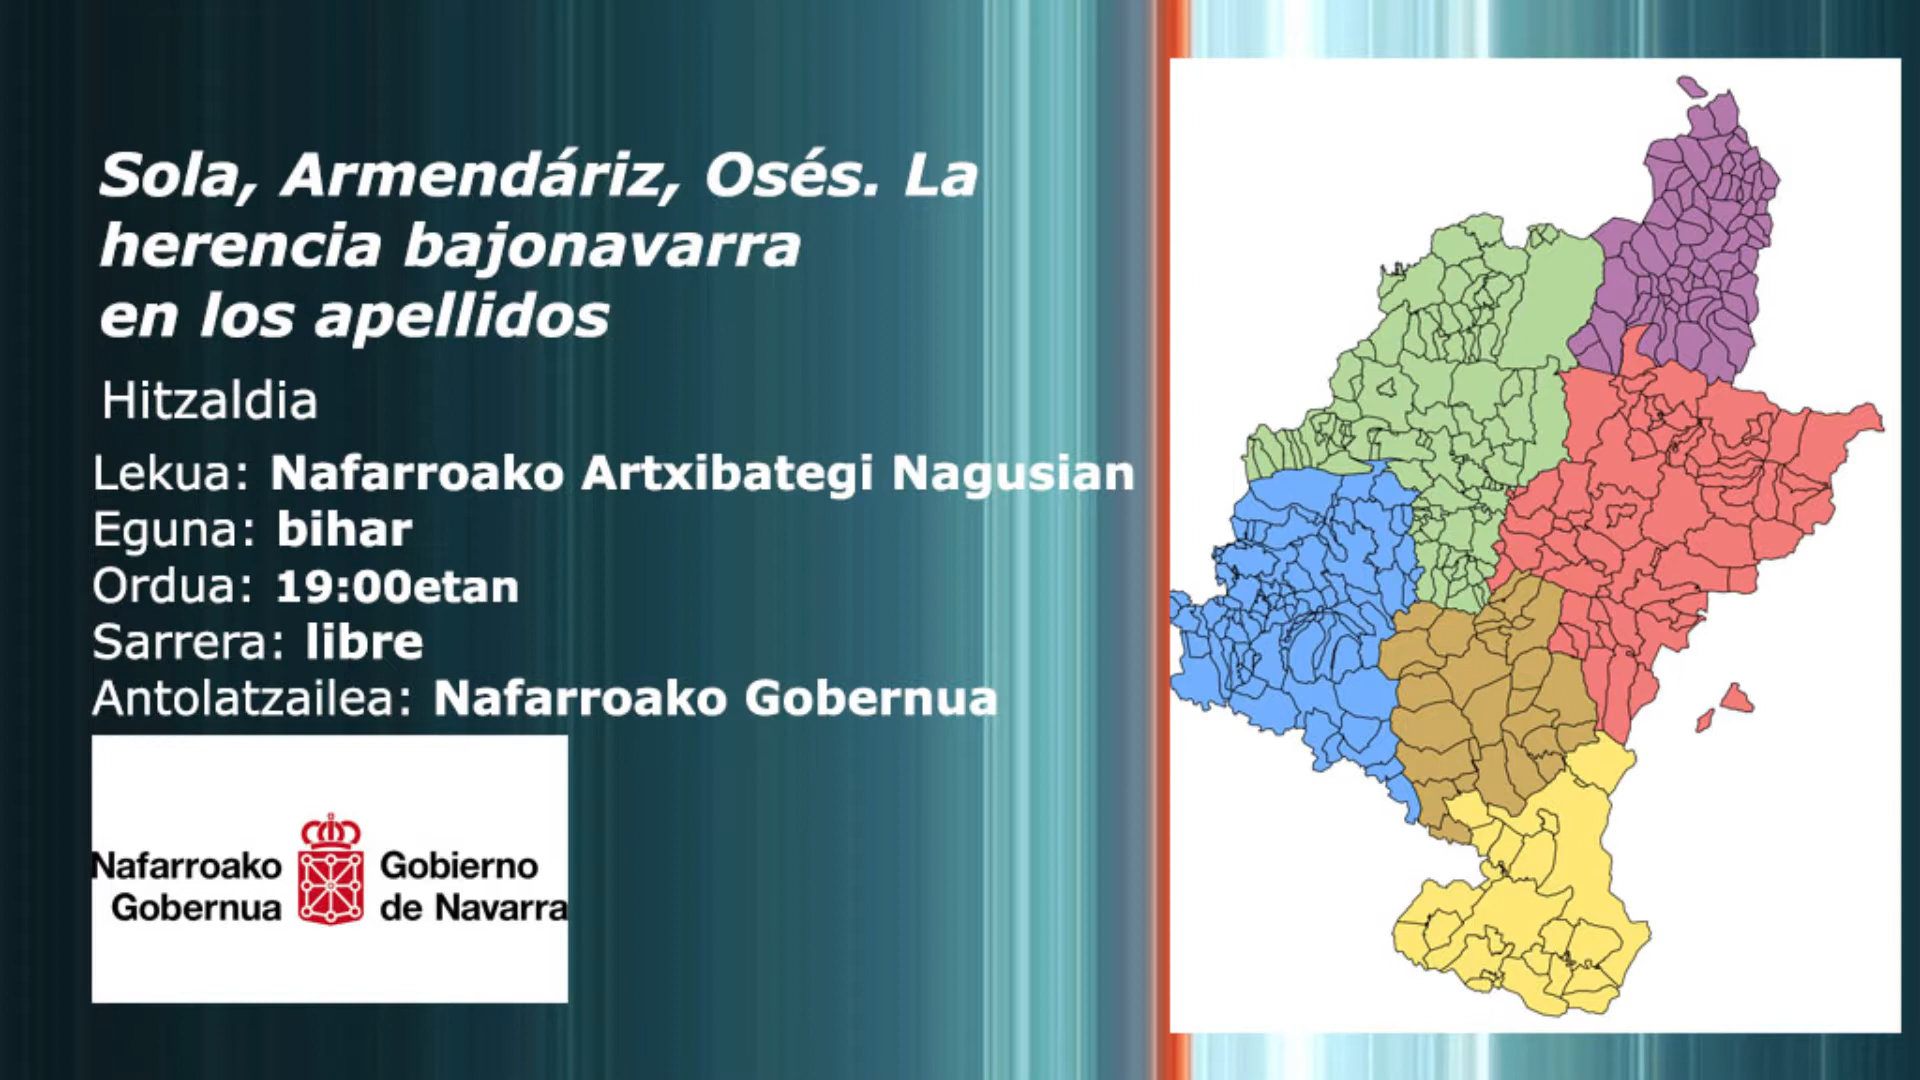 Sola, Armendáriz, Osés. La
herencia bajonavarra
en los apellidos
Hitzaldia
Lekua: Nafarroako Artxibategi Nagusian
Eguna: bihar
Ordua: 19:00etan
Sarrera: libre
Antolatzailea: Nafarroako Gobernua
Nafarroako
Gobernua
Gobierno
de Navarra